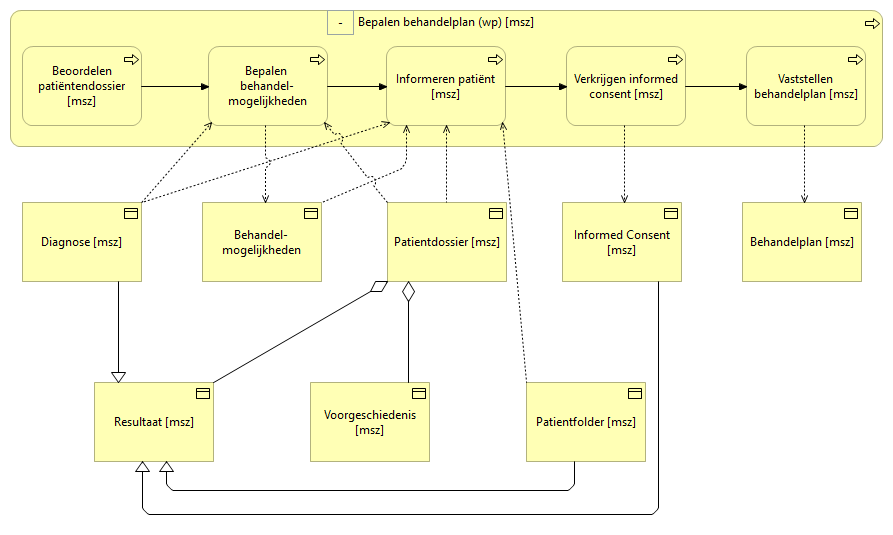 - Bepalen behandelplan (wp) [msz]
Beoordelen
patiëntendossier
[msz]
Bepalen
behandel-
mogelijkheden
Informeren patiënt
[msz]
Verkrijgen informed
consent [msz]
Vaststellen
behandelplan [msz]
Diagnose [msz]
Behandel-
mogelijkheden
Patientdossier [msz]
Informed Consent
[msz]
Behandelplan [msz]
Resultaat [msz]
Voorgeschiedenis
[msz]
Patientfolder [msz]